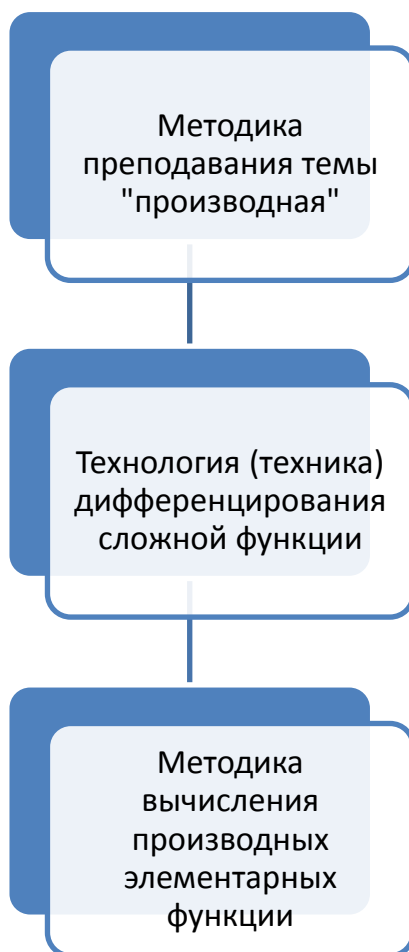 Методика
преподавания темы
"производная"
Технология (техника)
дифференцирования
сложной функции
Методика
вычисления
производных
элементарных
функции